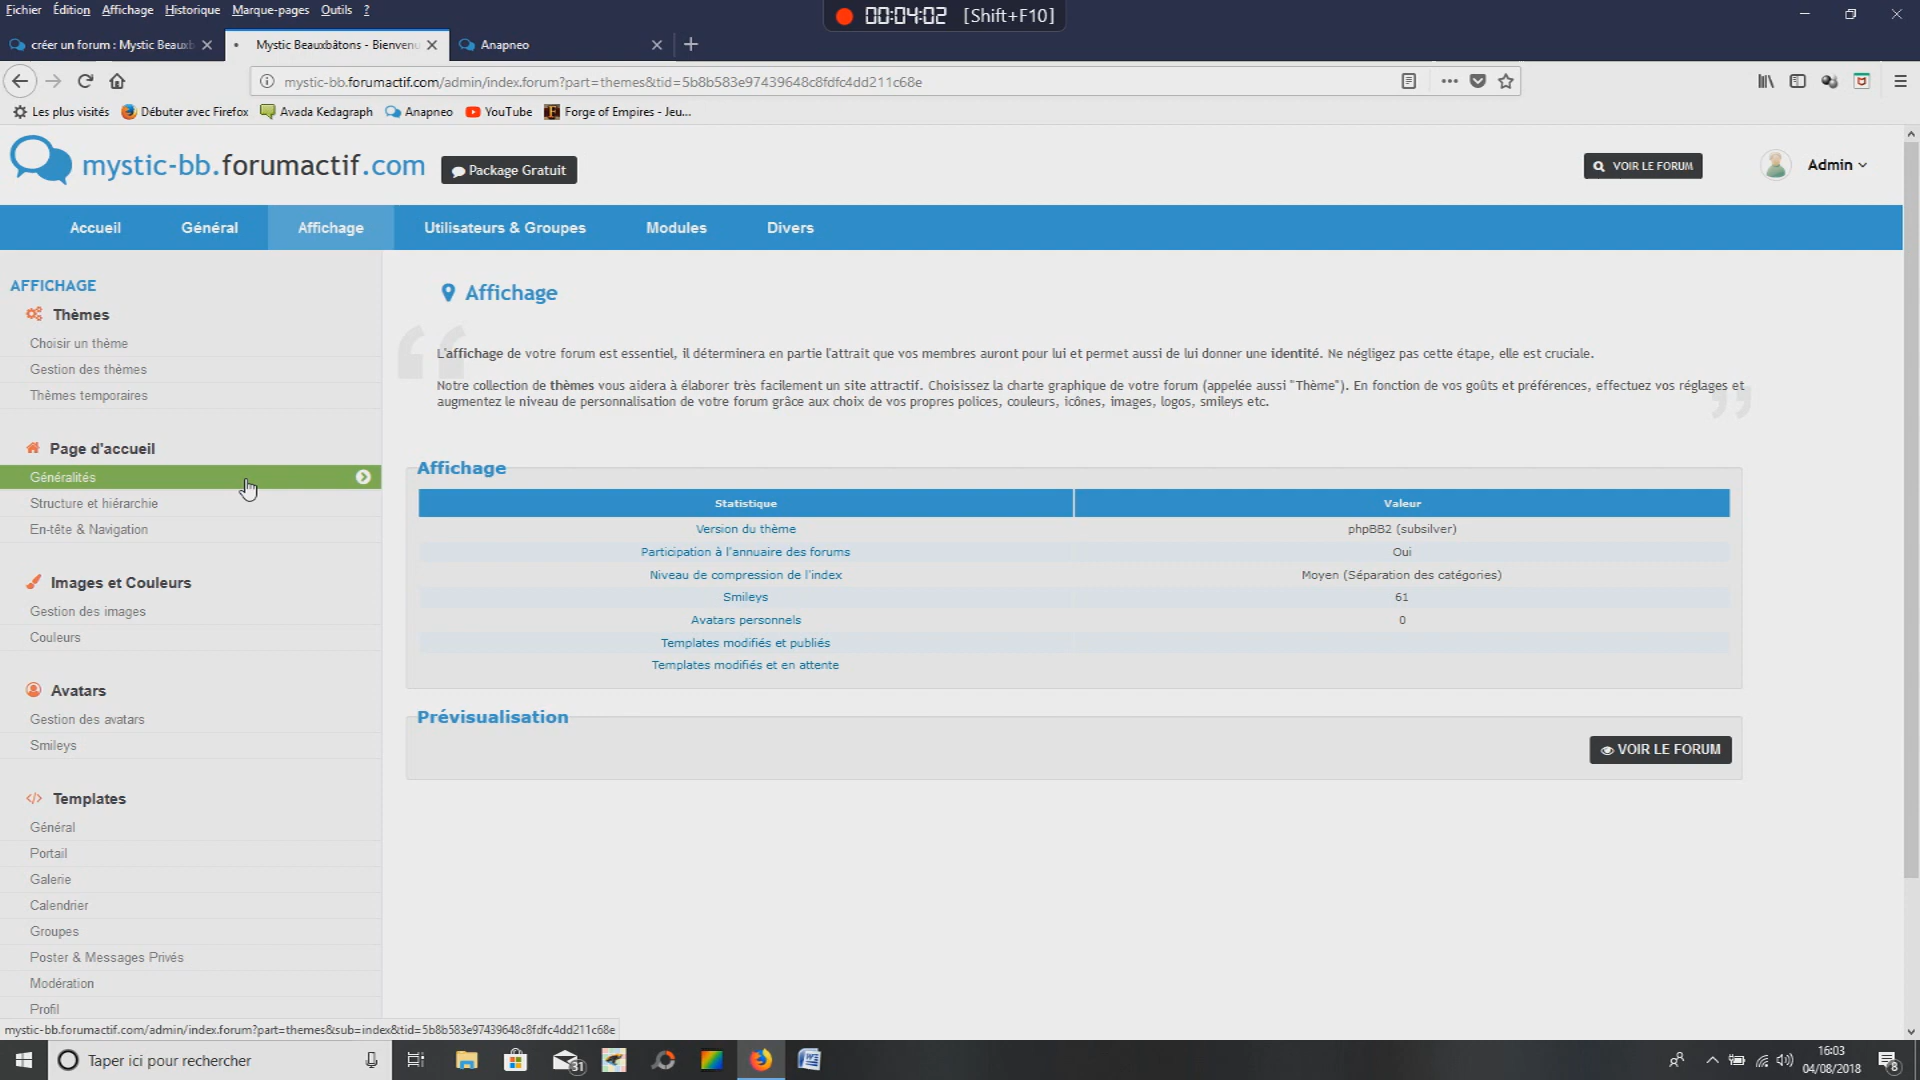 Fichier Édition Affichage Historique Marque-pages Outils ?
00:04:02 [Shift+F10]
créer un forum : Mystic Beauxb
Mystic Beauxbâtons - Bienvenu
Anapneo
mystic-bb.forumactif.com/admin/index.forum?part=themes&tid=5b8b583e97439648c8fdfc4dd211c68e
Les plus visités Débuter avec Firefox Avada Kedagraph Anapneo YouTube Forge of Empires - Jeu...
mystic-bb.forumactif.com
Package Gratuit
VOIR LE FORUM
Admin
Accueil Général Affichage Utilisateurs & Groupes Modules Divers
AFFICHAGE
Thèmes
Choisir un thème
Gestion des thèmes
Thèmes temporaires
Page d'accueil
Généralités
Structure et hiérarchie
En-tête & Navigation
Images et Couleurs
Gestion des images
Couleurs
Avatars
Gestion des avatars
Smileys
Templates
Général
Portail
Galerie
Calendrier
Groupes
Poster & Messages Privés
Modération
Profil
Affichage
L'affichage de votre forum est essentiel, il déterminera en partie l'attrait que vos membres auront pour lui et permet aussi de lui donner une identité. Ne négligez pas cette étape, elle est cruciale.
Notre collection de thèmes vous aidera à élaborer très facilement un site attractif. Choisissez la charte graphique de votre forum (appelée aussi "Thème"). En fonction de vos goûts et préférences, effectuez vos réglages et
augmentez le niveau de personnalisation de votre forum grâce aux choix de vos propres polices, couleurs, icônes, images, logos, smileys etc.
Affichage
Statistique Valeur
Version du thème phpBB2 (subsilver)
Participation à l'annuaire des forums Oui
Niveau de compression de l'index Moyen (Séparation des catégories)
Smileys 61
Avatars personnels 0
Templates modifiés et publiés
Templates modifiés et en attente
Prévisualisation
VOIR LE FORUM
mystic-bb.forumactif.com/admin/index.forum?part=themes&sub=index&tid=5b8b583e97439648c8fdfc4dd211c68e
Taper ici pour rechercher
31
16:03
04/08/2018
8